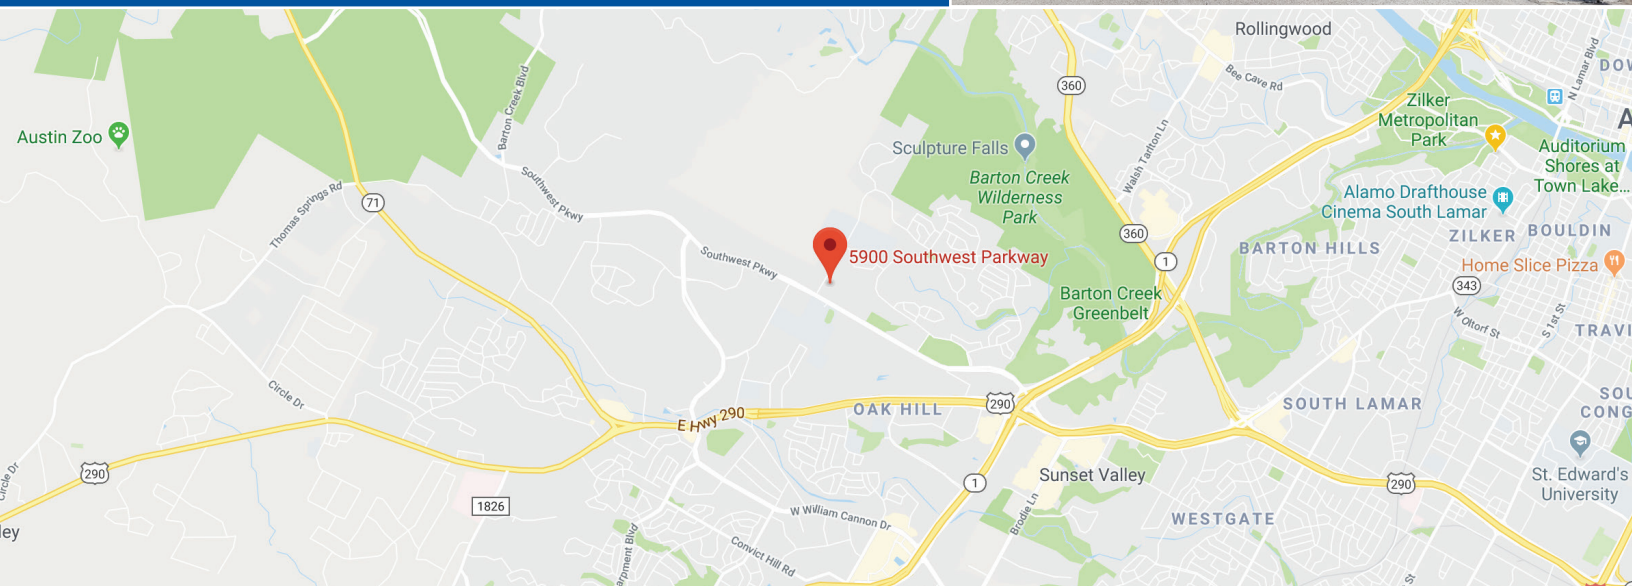 Rollingwood
Bee Cave Rd
N Lamar Blvd
360
Barton Creek Blvd
Zilker
Metropolitan
Park
Austin Zoo
Sculpture Falls
Auditorium
Shores at
Town Lake...
Walsh Tarlton Ln
Barton Creek
Wilderness
Park
Southwest Pkwy
Thomas Springs Rd
71
Alamo Drafthouse
Cinema South Lamar
360
ZILKER
BOULDIN
BARTON HILLS
Southwest Pkwy
5900 Southwest Parkway
1
Home Slice Pizza
343
Barton Creek
Greenbelt
W Oltorf St
S 1st St
Circle Dr
E Hwy 290
OAK HILL
290
SOUTH LAMAR
290
Circle Dr
Sunset Valley
1
290
St. Edward's
University
1826
W William Cannon Dr
Brodie Ln
WESTGATE
ley
Convict Hill Rd
St